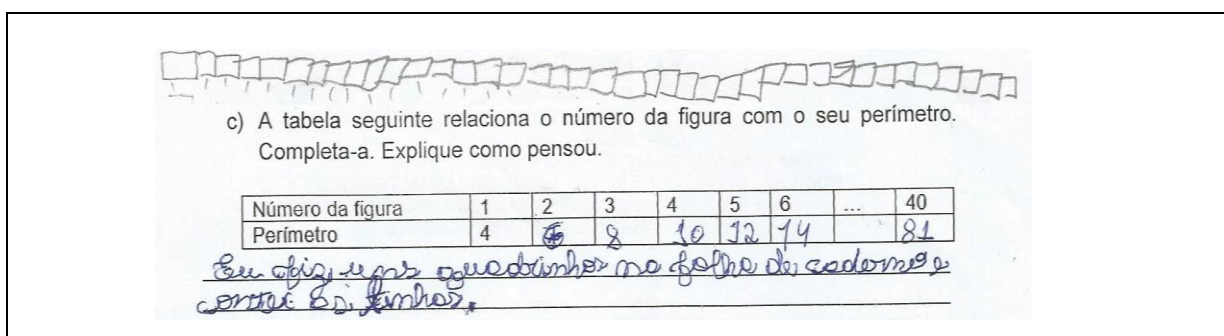 c) A tabela seguinte relaciona o número da figura com o seu perímetro.
Completa-a. Explique como pensou.
Número da figura 1 2 3 4 5 6 ... 40
Perímetro 4 6 8 10 12 14 81
Eu fiz uns quadrinhos na folha de caderno e
contei as linhas.